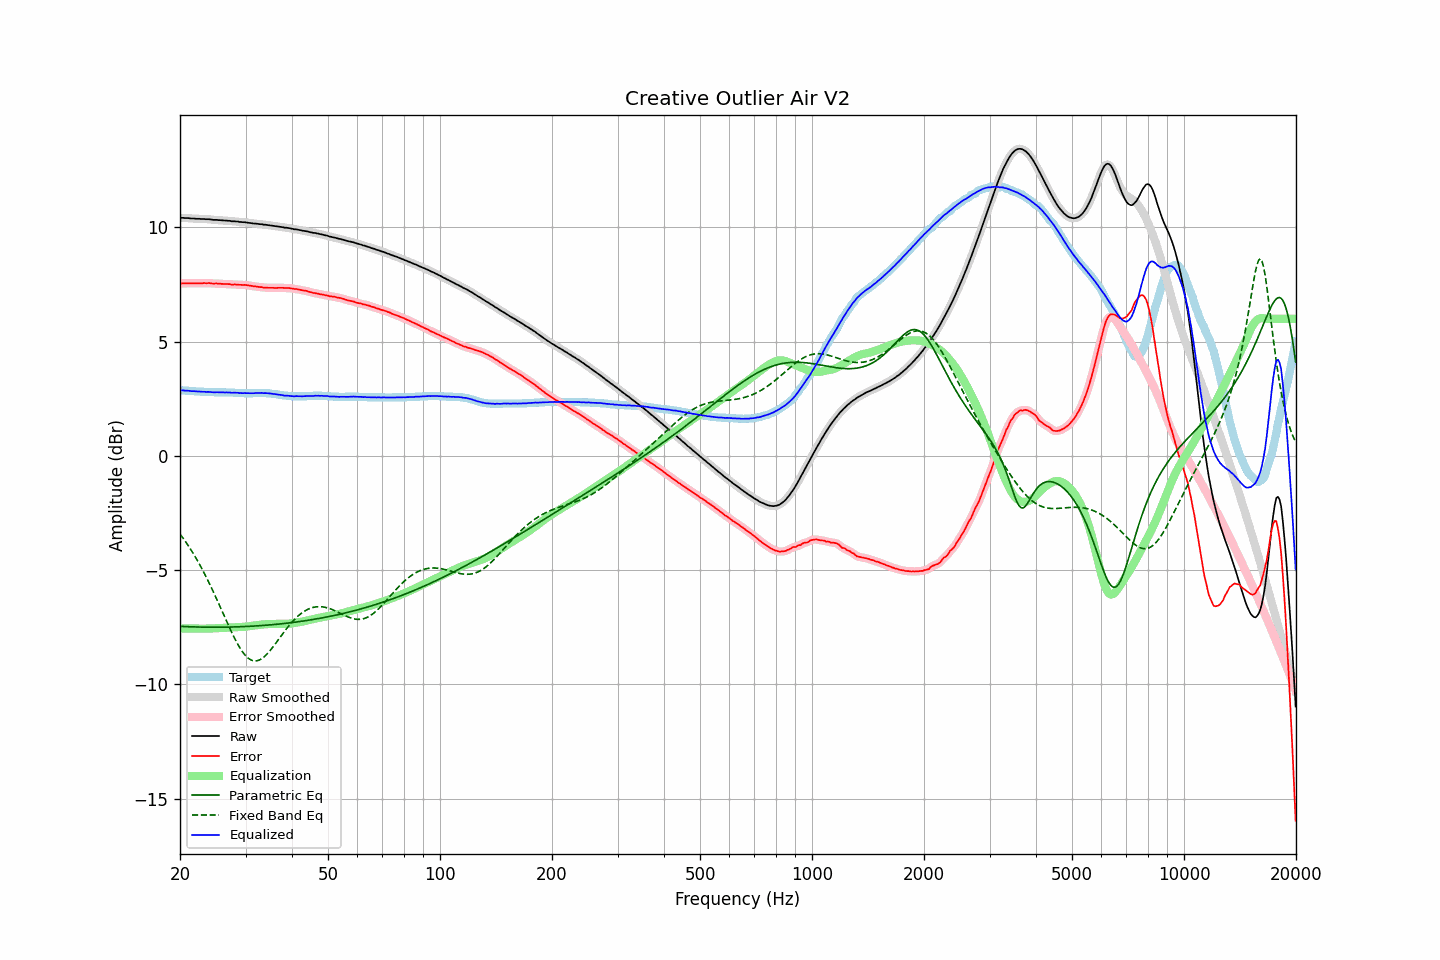 Creative Outlier Air V2
Amplitude (dBr)
10
5
0
−5
−10
−15
Target
Raw Smoothed
Error Smoothed
Raw
Error
Equalization
Parametric Eq
Fixed Band Eq
Equalized
20 50 100 200 500 1000 2000 5000 10000 20000
Frequency (Hz)